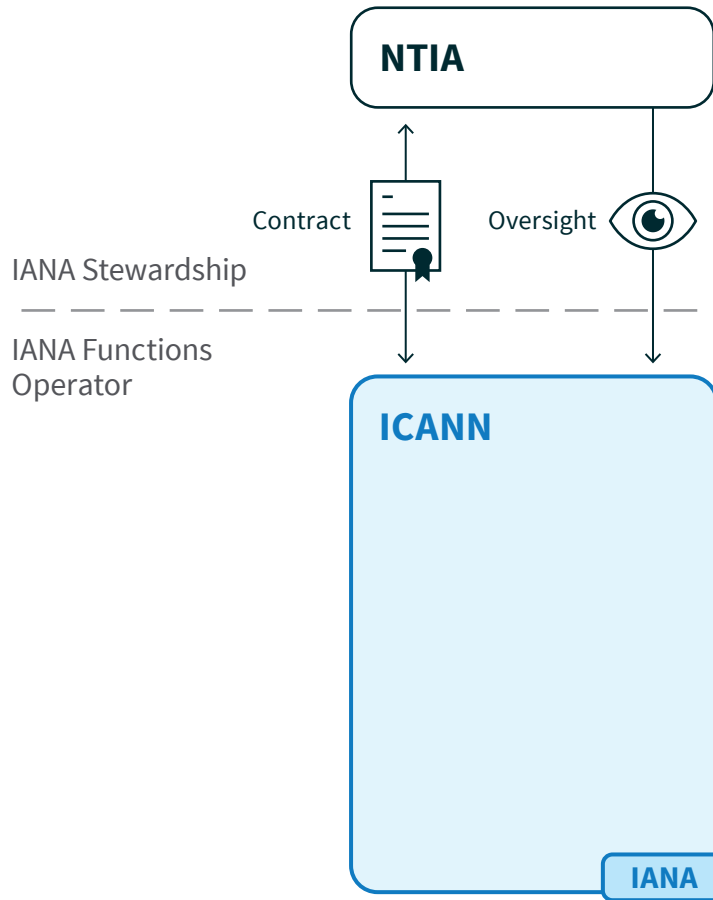 NTIA
Contract
Oversight
IANA Stewardship
IANA Functions
Operator
ICANN
IANA